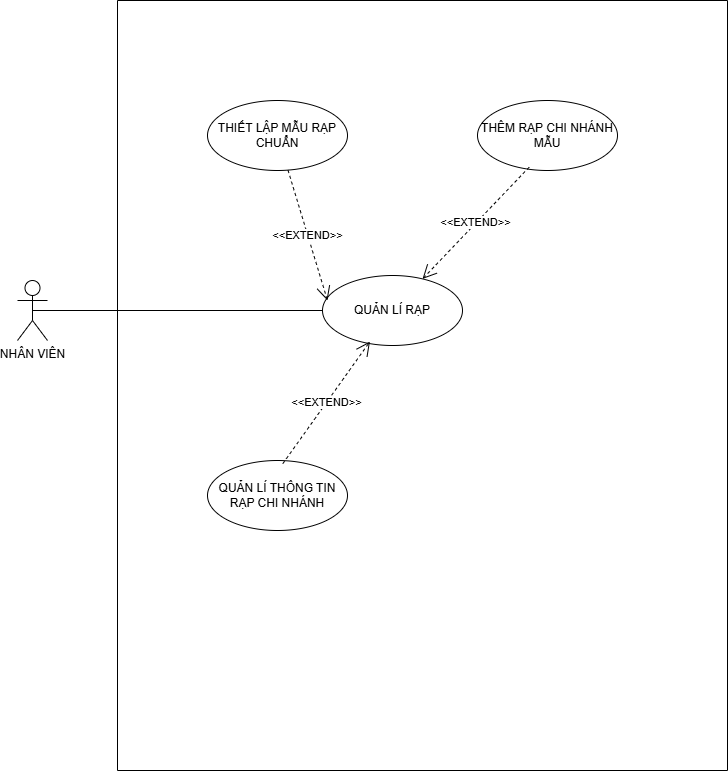 THIẾT LẬP MẪU RẠP
CHUẨN
THÊM RẠP CHI NHÁNH
MẪU
<<EXTEND>>
<<EXTEND>>
QUẢN LÍ RẠP
NHÂN VIÊN
<<EXTEND>>
QUẢN LÍ THÔNG TIN
RẠP CHI NHÁNH